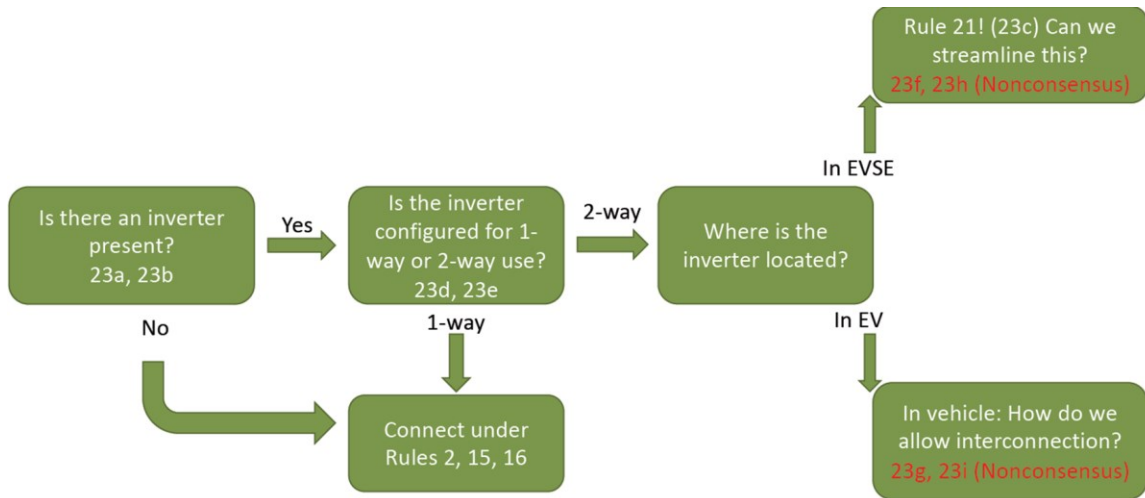 Rule 21! (23c) Can we
streamline this?
23f, 23h (Nonconsensus)
In EVSE
Is there an inverter
present?
23a, 23b
Yes
Is the inverter
configured for 1-
way or 2-way use?
23d, 23e
2-way
Where is the
inverter located?
No
1-way
In EV
Connect under
Rules 2, 15, 16
In vehicle: How do we
allow interconnection?
23g, 23i (Nonconsensus)